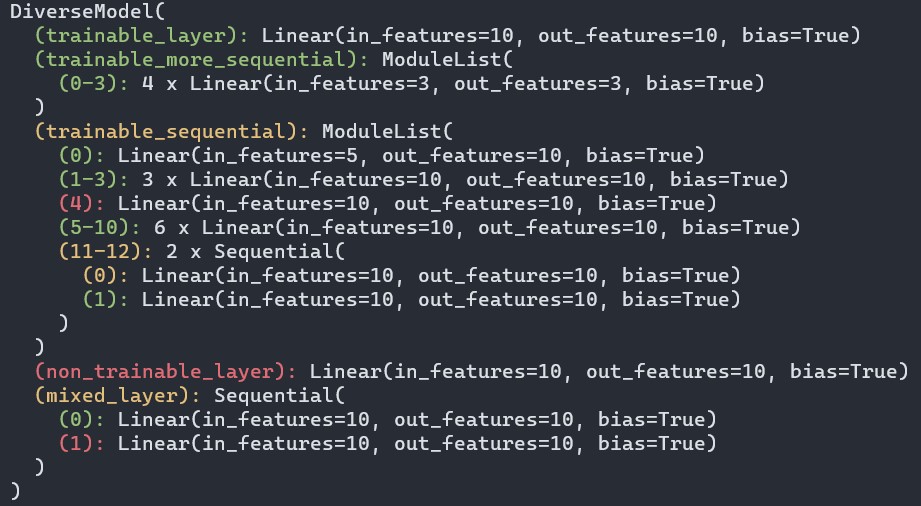 DiverseModel(
  (trainable_layer): Linear(in_features=10, out_features=10, bias=True)
  (trainable_more_sequential): ModuleList(
    (0-3): 4 x Linear(in_features=3, out_features=3, bias=True)
  )
  (trainable_sequential): ModuleList(
    (0): Linear(in_features=5, out_features=10, bias=True)
    (1-3): 3 x Linear(in_features=10, out_features=10, bias=True)
    (4): Linear(in_features=10, out_features=10, bias=True)
    (5-10): 6 x Linear(in_features=10, out_features=10, bias=True)
    (11-12): 2 x Sequential(
      (0): Linear(in_features=10, out_features=10, bias=True)
      (1): Linear(in_features=10, out_features=10, bias=True)
    )
  )
  (non_trainable_layer): Linear(in_features=10, out_features=10, bias=True)
  (mixed_layer): Sequential(
    (0): Linear(in_features=10, out_features=10, bias=True)
    (1): Linear(in_features=10, out_features=10, bias=True)
  )
)